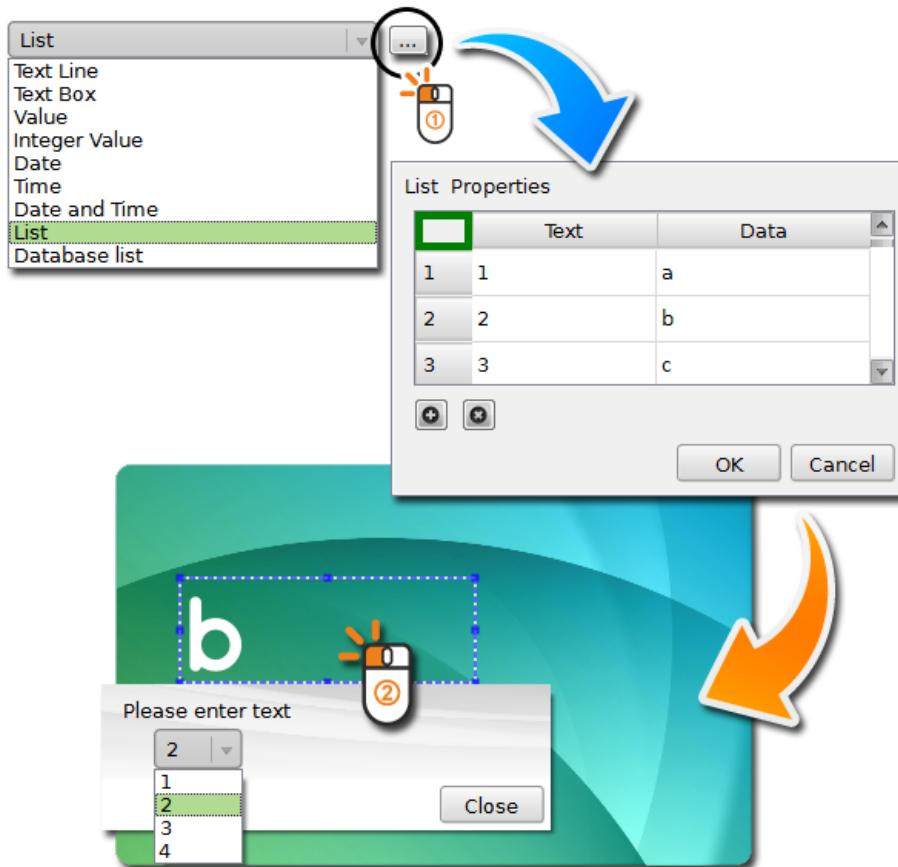 List
...
Text Line
Text Box
Value
Integer Value
Date
Time
Date and Time
List
Database list
①
List Properties
Text Data
1 1 a
2 2 b
3 3 c
OK Cancel
b
②
Please enter text
2
1
2
3
4
Close